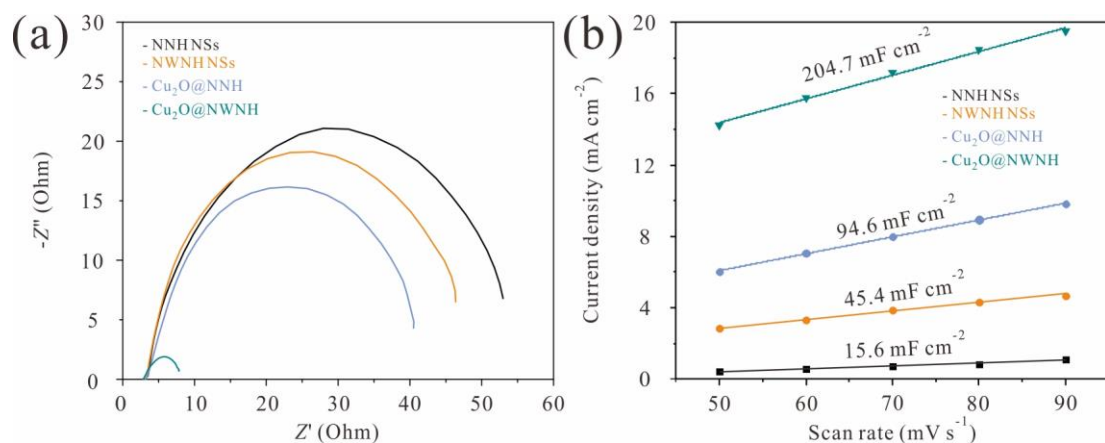 (a)
30
25
20
15
10
5
0
-Z'' (Ohm)
- NNH NSs
- NWNH NSs
- Cu₂O@NNH
- Cu₂O@NWNH
0 10 20 30 40 50 60
Z' (Ohm)
(b)
20
16
12
8
4
0
Current density (mA cm⁻²)
204.7 mF cm⁻²
- NNH NSs
- NWNH NSs
- Cu₂O@NNH
- Cu₂O@NWNH
94.6 mF cm⁻²
45.4 mF cm⁻²
15.6 mF cm⁻²
50 60 70 80 90
Scan rate (mV s⁻¹)